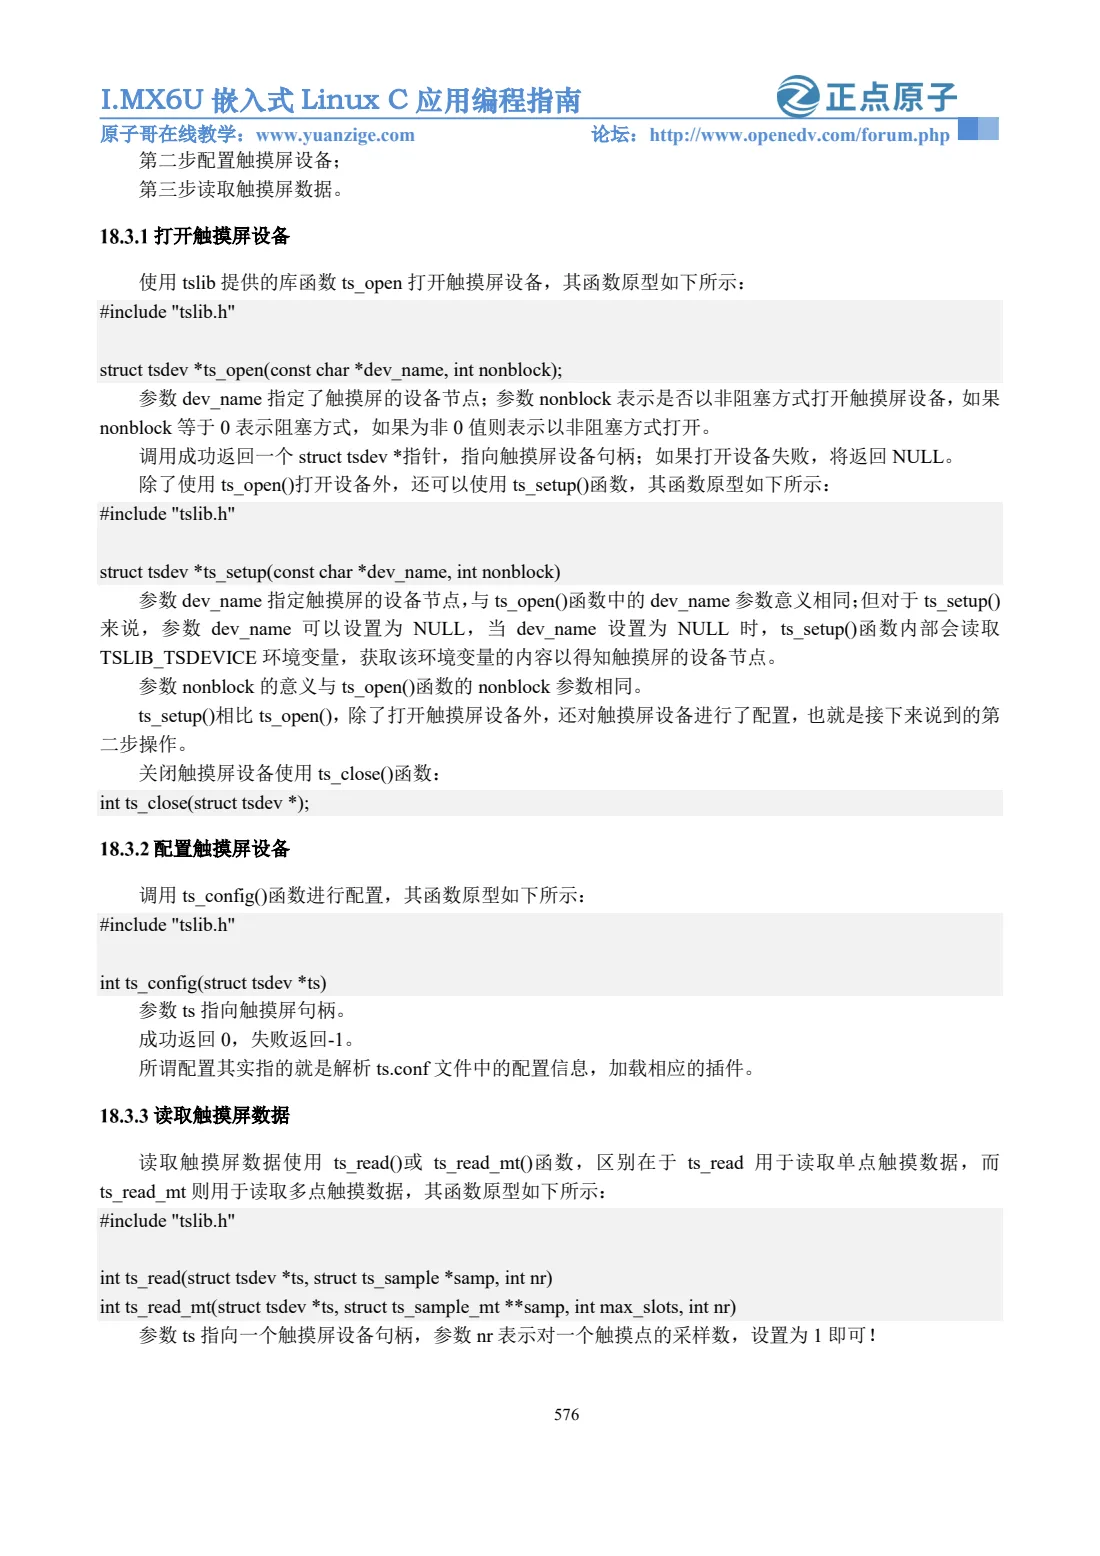 I.MX6U 嵌入式 Linux C 应用编程指南
正点原子
原子哥在线教学：www.yuanzige.com 论坛：http://www.openedv.com/forum.php
第二步配置触摸屏设备；
第三步读取触摸屏数据。
18.3.1 打开触摸屏设备
使用 tslib 提供的库函数 ts_open 打开触摸屏设备，其函数原型如下所示：
#include "tslib.h"
struct tsdev *ts_open(const char *dev_name, int nonblock);
参数 dev_name 指定了触摸屏的设备节点；参数 nonblock 表示是否以非阻塞方式打开触摸屏设备，如果
nonblock 等于 0 表示阻塞方式，如果为非 0 值则表示以非阻塞方式打开。
调用成功返回一个 struct tsdev *指针，指向触摸屏设备句柄；如果打开设备失败，将返回 NULL。
除了使用 ts_open()打开设备外，还可以使用 ts_setup()函数，其函数原型如下所示：
#include "tslib.h"
struct tsdev *ts_setup(const char *dev_name, int nonblock)
参数 dev_name 指定触摸屏的设备节点，与 ts_open()函数中的 dev_name 参数意义相同；但对于 ts_setup()
来说，参数 dev_name 可以设置为 NULL，当 dev_name 设置为 NULL 时，ts_setup()函数内部会读取
TSLIB_TSDEVICE 环境变量，获取该环境变量的内容以得知触摸屏的设备节点。
参数 nonblock 的意义与 ts_open()函数的 nonblock 参数相同。
ts_setup()相比 ts_open()，除了打开触摸屏设备外，还对触摸屏设备进行了配置，也就是接下来说到的第
二步操作。
关闭触摸屏设备使用 ts_close()函数：
int ts_close(struct tsdev *);
18.3.2 配置触摸屏设备
调用 ts_config()函数进行配置，其函数原型如下所示：
#include "tslib.h"
int ts_config(struct tsdev *ts)
参数 ts 指向触摸屏句柄。
成功返回 0，失败返回-1。
所谓配置其实指的就是解析 ts.conf 文件中的配置信息，加载相应的插件。
18.3.3 读取触摸屏数据
读取触摸屏数据使用 ts_read()或 ts_read_mt()函数，区别在于 ts_read 用于读取单点触摸数据，而
ts_read_mt 则用于读取多点触摸数据，其函数原型如下所示：
#include "tslib.h"
int ts_read(struct tsdev *ts, struct ts_sample *samp, int nr)
int ts_read_mt(struct tsdev *ts, struct ts_sample_mt **samp, int max_slots, int nr)
参数 ts 指向一个触摸屏设备句柄，参数 nr 表示对一个触摸点的采样数，设置为 1 即可！
576